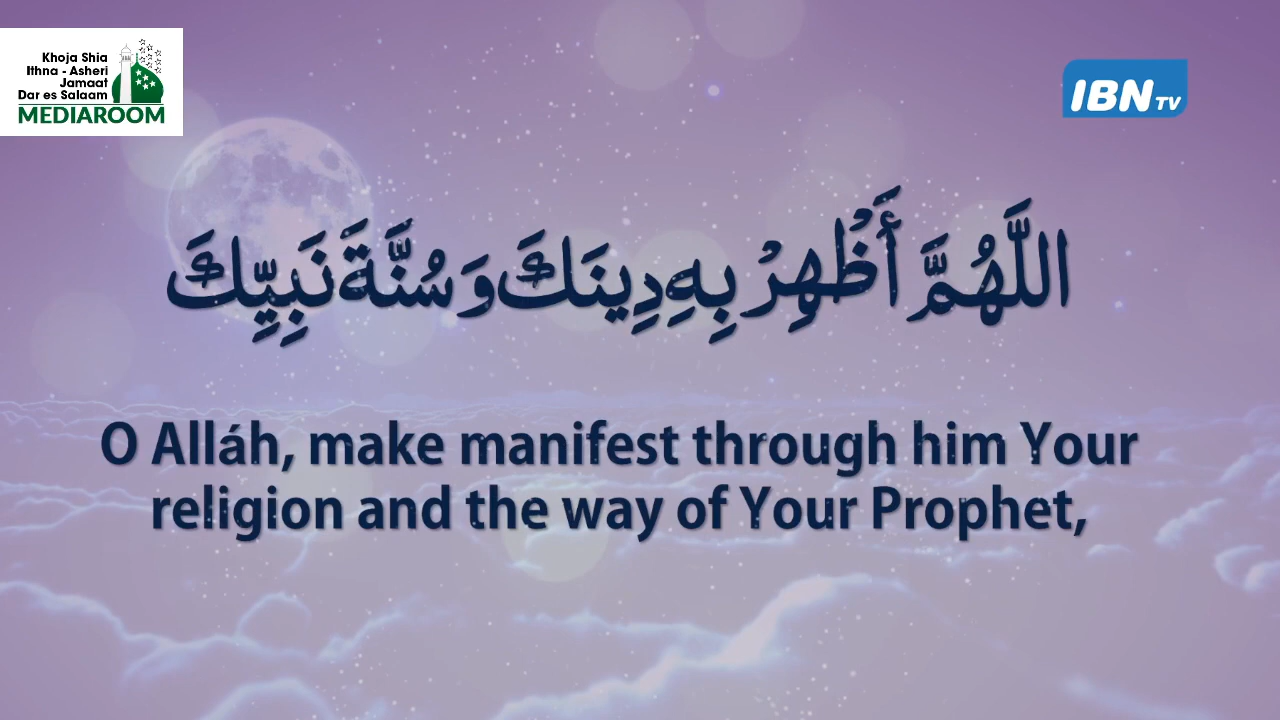 Khoja Shia
Ithna - Asheri
Jamaat
Dar es Salaam
MEDIAROOM
IBN TV
اللَّهُمَّ أَظْهِرْ بِهِ دِينَكَ وَسُنَّةَ نَبِيِّكَ
O Alláh, make manifest through him Your
religion and the way of Your Prophet,